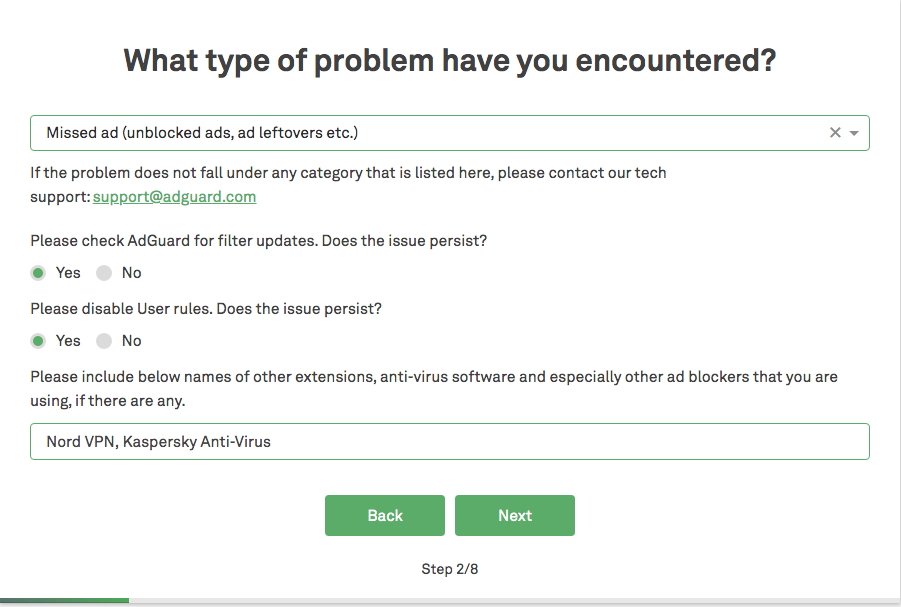 What type of problem have you encountered?
Missed ad (unblocked ads, ad leftovers etc.)
If the problem does not fall under any category that is listed here, please contact our tech
support: support@adguard.com
Please check AdGuard for filter updates. Does the issue persist?
Yes No
Please disable User rules. Does the issue persist?
Yes No
Please include below names of other extensions, anti-virus software and especially other ad blockers that you are
using, if there are any.
Nord VPN, Kaspersky Anti-Virus
Back Next
Step 2/8